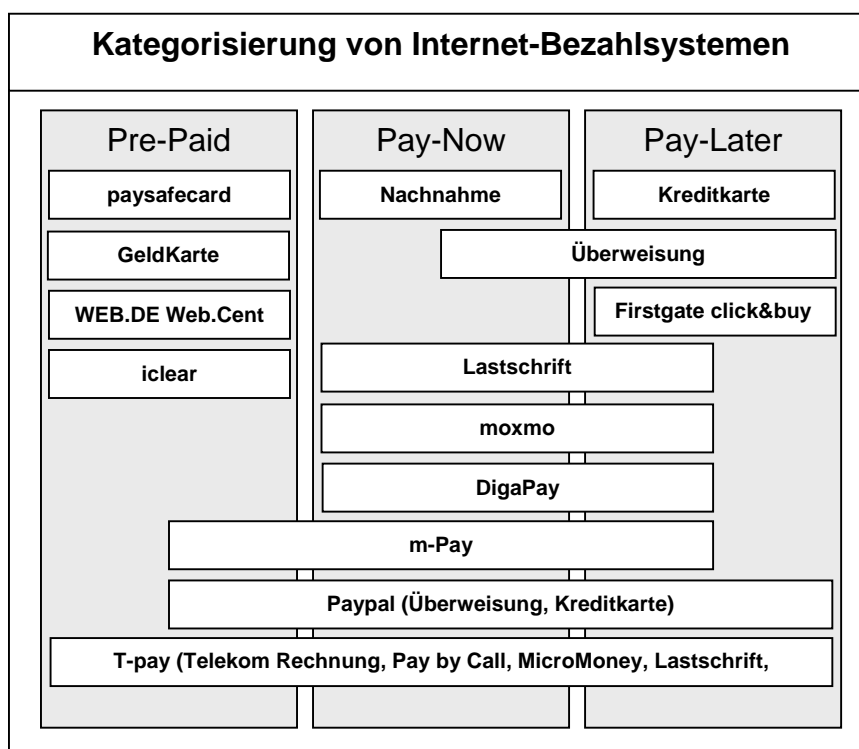 Kategorisierung von Internet-Bezahlsystemen
Pre-Paid
Pay-Now
Pay-Later
paysafecard
Nachnahme
Kreditkarte
GeldKarte
Überweisung
WEB.DE Web.Cent
Firstgate click&buy
iclear
Lastschrift
moxmo
DigaPay
m-Pay
Paypal (Überweisung, Kreditkarte)
T-pay (Telekom Rechnung, Pay by Call, MicroMoney, Lastschrift,